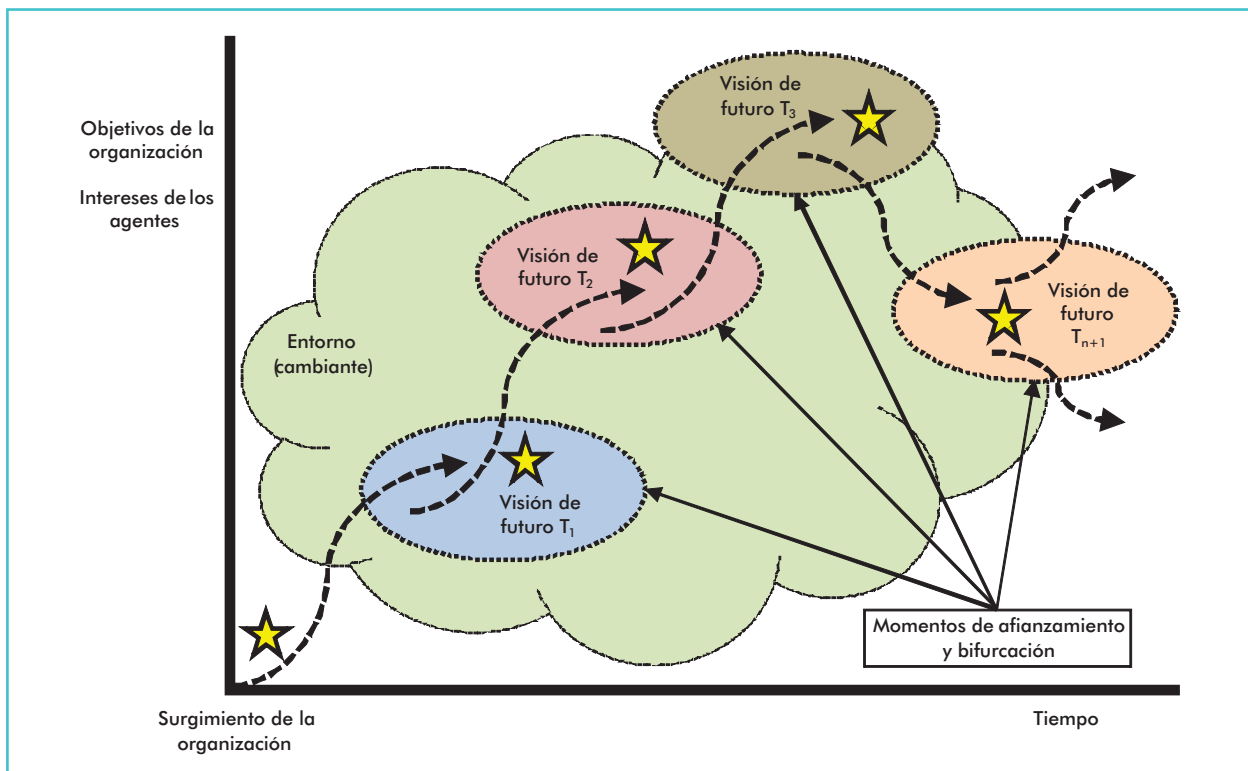 Objetivos de la
organización
Intereses de los
agentes
Visión de
futuro T3
Visión de
futuro T2
Visión de
futuro
Tn+1
Entorno
(cambiante)
Visión de
futuro T1
Momentos de afianzamiento
y bifurcación
Surgimiento de la
organización
Tiempo